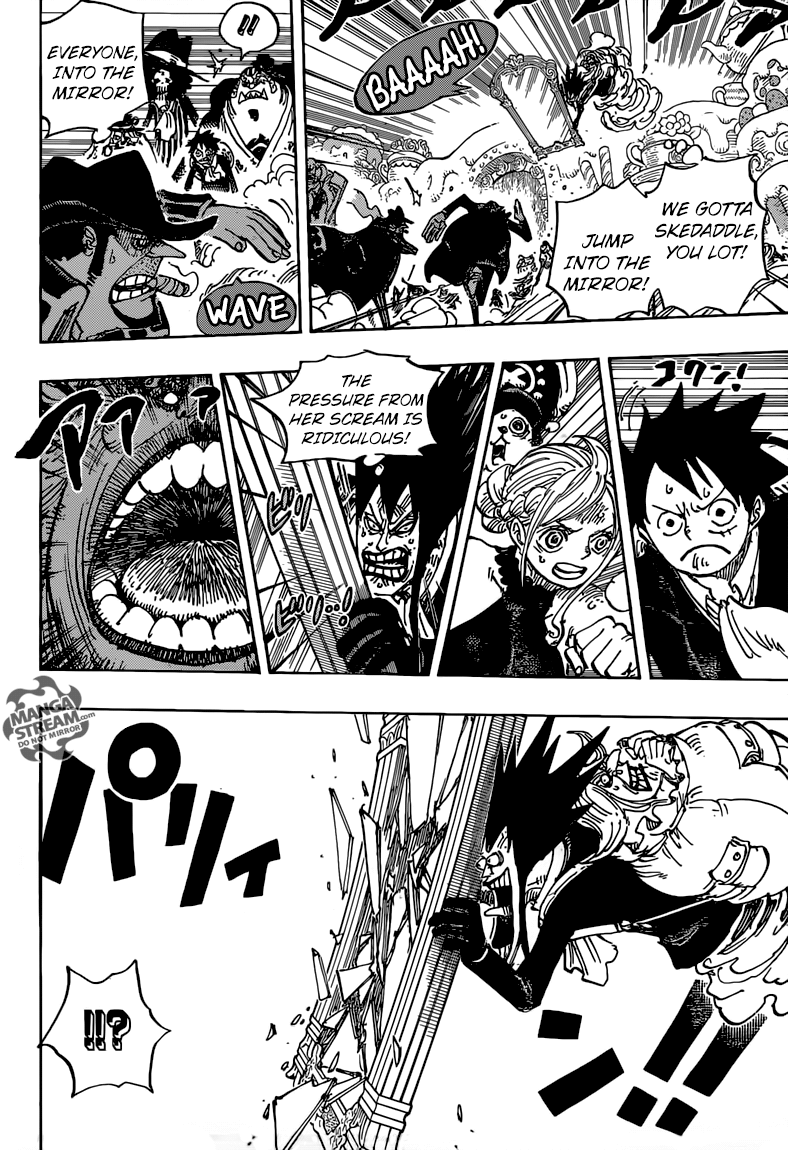 BAAAAH!
WE GOTTA
SKEDADDLE,
YOU LOT!
JUMP
INTO THE
MIRROR!
!!
EVERYONE,
INTO THE
MIRROR!
WAVE
コクン!
THE
PRESSURE FROM
HER SCREAM IS
RIDICULOUS!
ビリ
ビリ..!
アアア
MANGA
STREAM.com
DO NOT MIRROR
パリィ
ン!!
!!?